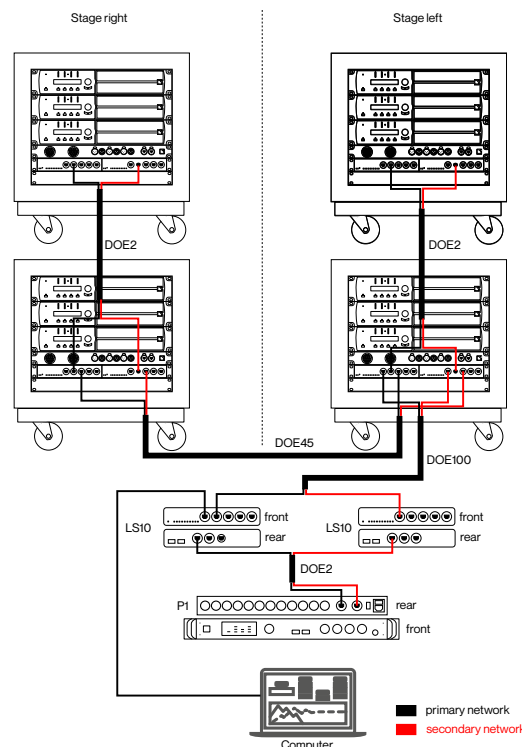 Stage right
Stage left
DOE2
DOE2
DOE45
DOE100
LS10
front
rear
LS10
front
rear
DOE2
P1
rear
front
Computer
primary network
secondary network